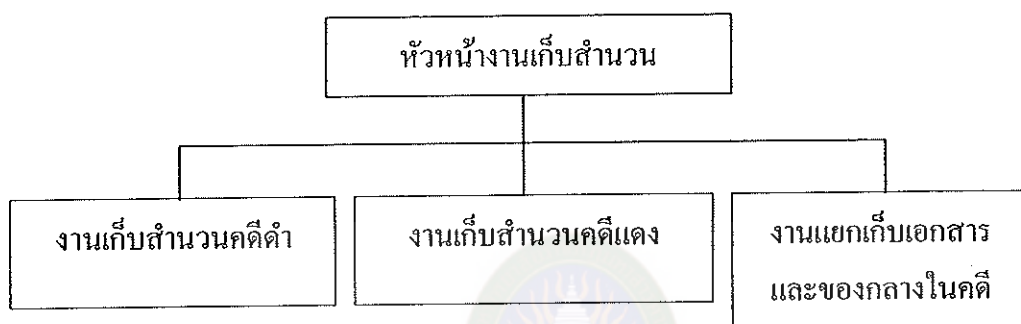 หัวหน้างานเก็บสำนวน
งานเก็บสำนวนคดีดำ
งานเก็บสำนวนคดีแดง
งานแยกเก็บเอกสาร
และของกลางในคดี